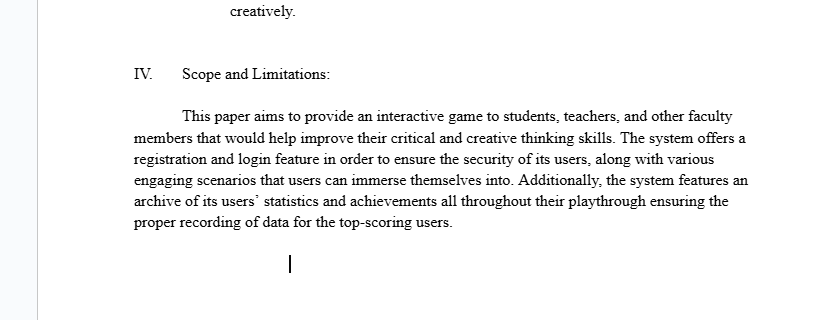 creatively.
IV. Scope and Limitations:
This paper aims to provide an interactive game to students, teachers, and other faculty
members that would help improve their critical and creative thinking skills. The system offers a
registration and login feature in order to ensure the security of its users, along with various
engaging scenarios that users can immerse themselves into. Additionally, the system features an
archive of its users’ statistics and achievements all throughout their playthrough ensuring the
proper recording of data for the top-scoring users.